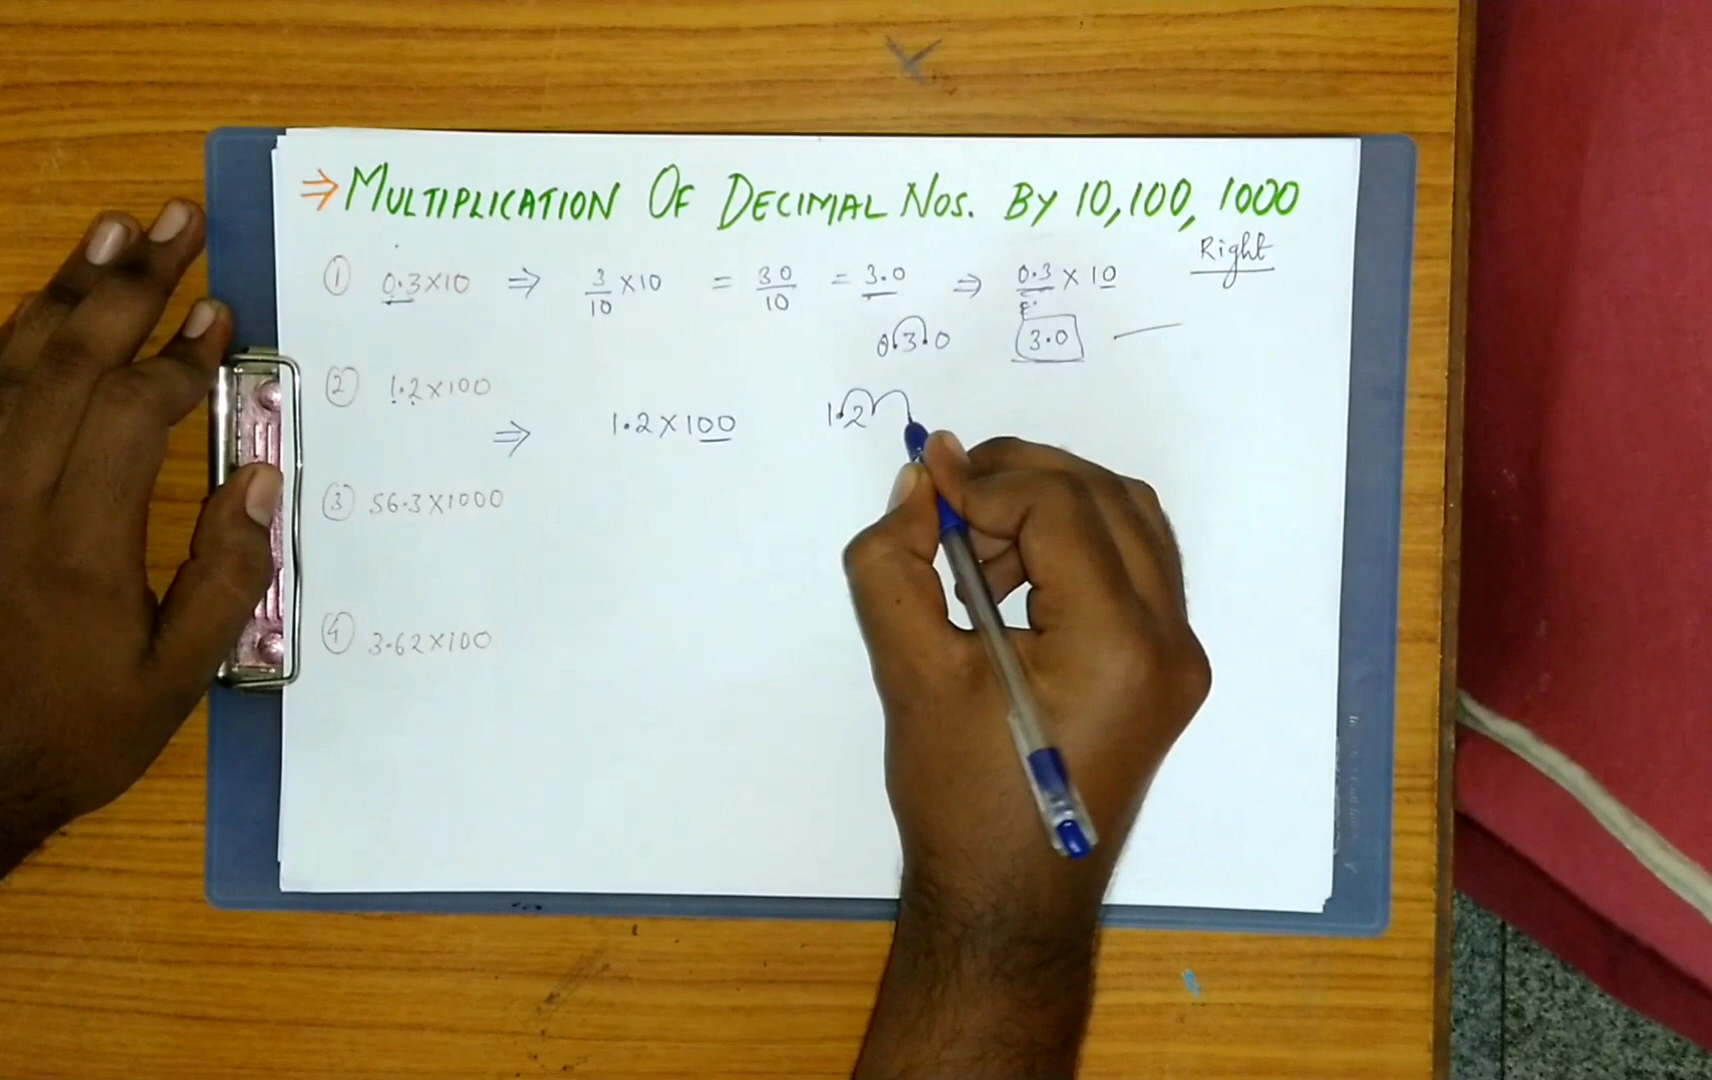 ⇒ MULTIPLICATION OF DECIMAL NOS. BY 10, 100, 1000
Right
① 0.3×10 ⇒ 3/10 ×10 = 30/10 = 3.0 ⇒ 0.3 × 10
0.3.0 3.0
② 1.2×100
⇒ 1.2×100 1.2
③ 56.3×1000
④ 3.62×100